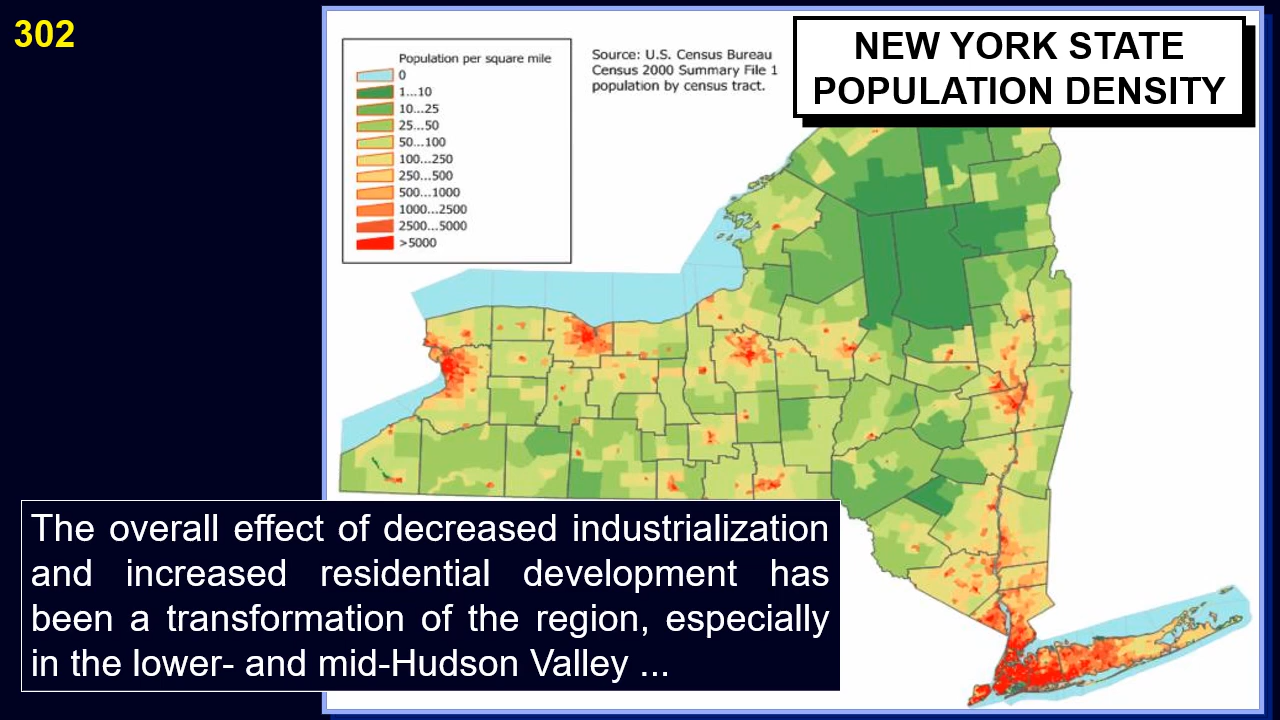 302
NEW YORK STATE
POPULATION DENSITY
Population per square mile
0
1...10
10...25
25...50
50...100
100...250
250...500
500...1000
1000...2500
2500...5000
>5000
Source: U.S. Census Bureau
Census 2000 Summary File 1
population by census tract.
The overall effect of decreased industrialization
and increased residential development has
been a transformation of the region, especially
in the lower- and mid-Hudson Valley ...